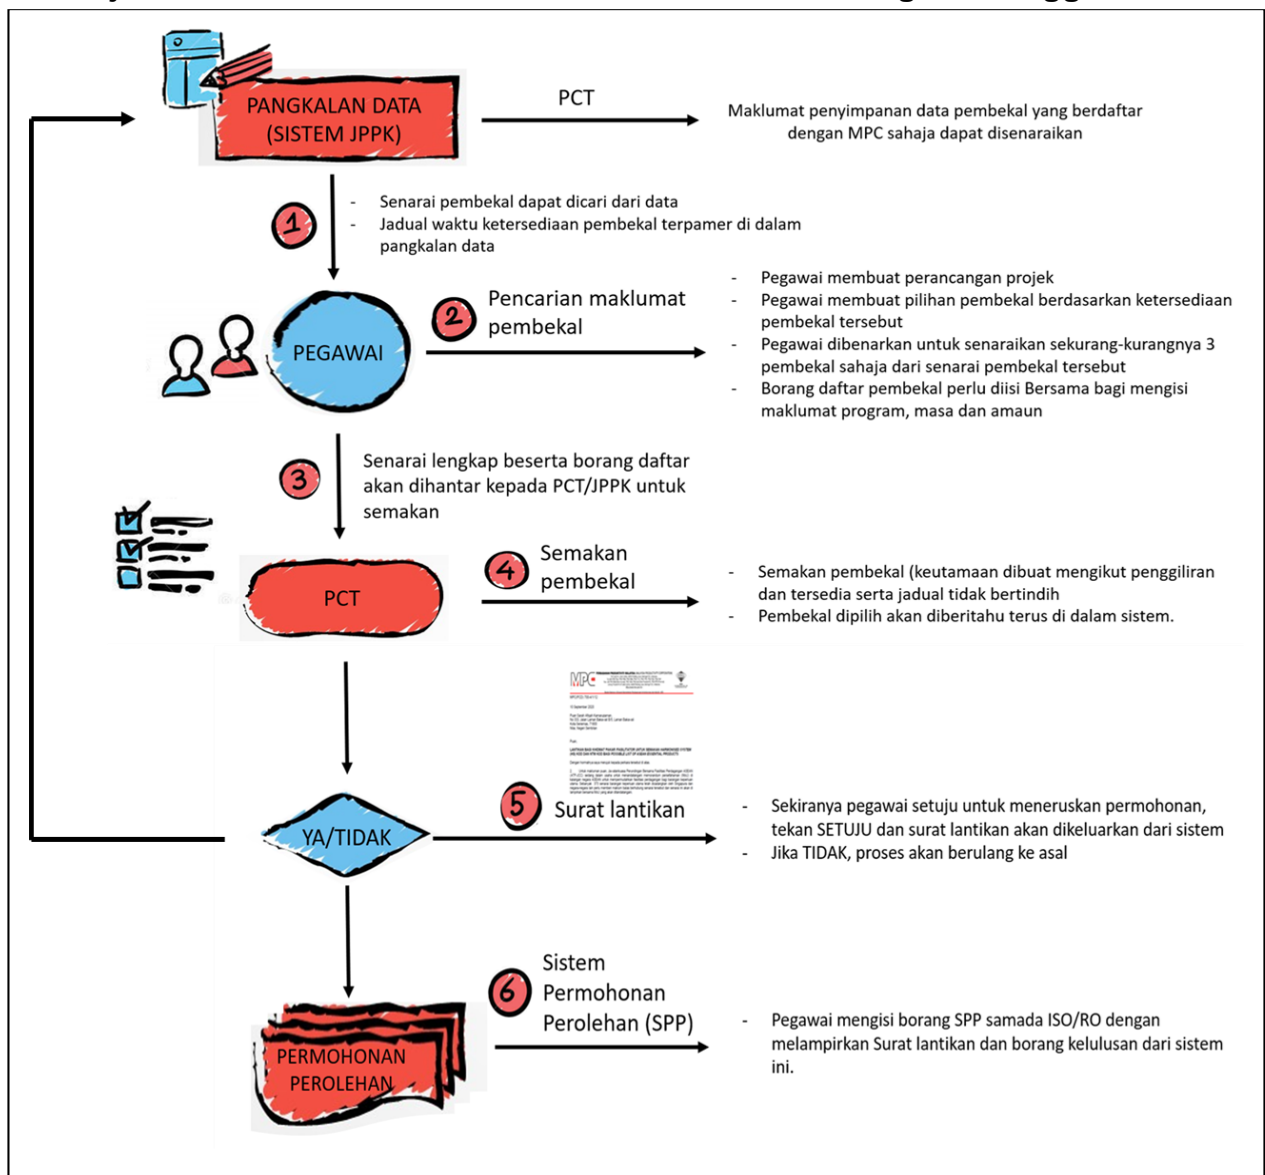 PANGKALAN DATA
(SISTEM JPPK)
PCT
Maklumat penyimpanan data pembekal yang berdaftar
dengan MPC sahaja dapat disenaraikan
1
- Senarai pembekal dapat dicari dari data
- Jadual waktu ketersediaan pembekal terpamer di dalam
pangkalan data
PEGAWAI
2
Pencarian maklumat
pembekal
- Pegawai membuat perancangan projek
- Pegawai membuat pilihan pembekal berdasarkan ketersediaan
pembekal tersebut
- Pegawai dibenarkan untuk senaraikan sekurang-kurangnya 3
pembekal sahaja dari senarai pembekal tersebut
- Borang daftar pembekal perlu diisi Bersama bagi mengisi
maklumat program, masa dan amaun
3
Senarai lengkap beserta borang daftar
akan dihantar kepada PCT/JPPK untuk
semakan
PCT
4
Semakan
pembekal
- Semakan pembekal (keutamaan dibuat mengikut penggiliran
dan tersedia serta jadual tidak bertindih
- Pembekal dipilih akan diberitahu terus di dalam sistem.
MPC
YA/TIDAK
5
Surat lantikan
- Sekiranya pegawai setuju untuk meneruskan permohonan,
tekan SETUJU dan surat lantikan akan dikeluarkan dari sistem
- Jika TIDAK, proses akan berulang ke asal
PERMOHONAN
PEROLEHAN
6
Sistem
Permohonan
Perolehan (SPP)
- Pegawai mengisi borang SPP samada ISO/RO dengan
melampirkan Surat lantikan dan borang kelulusan dari sistem
ini.